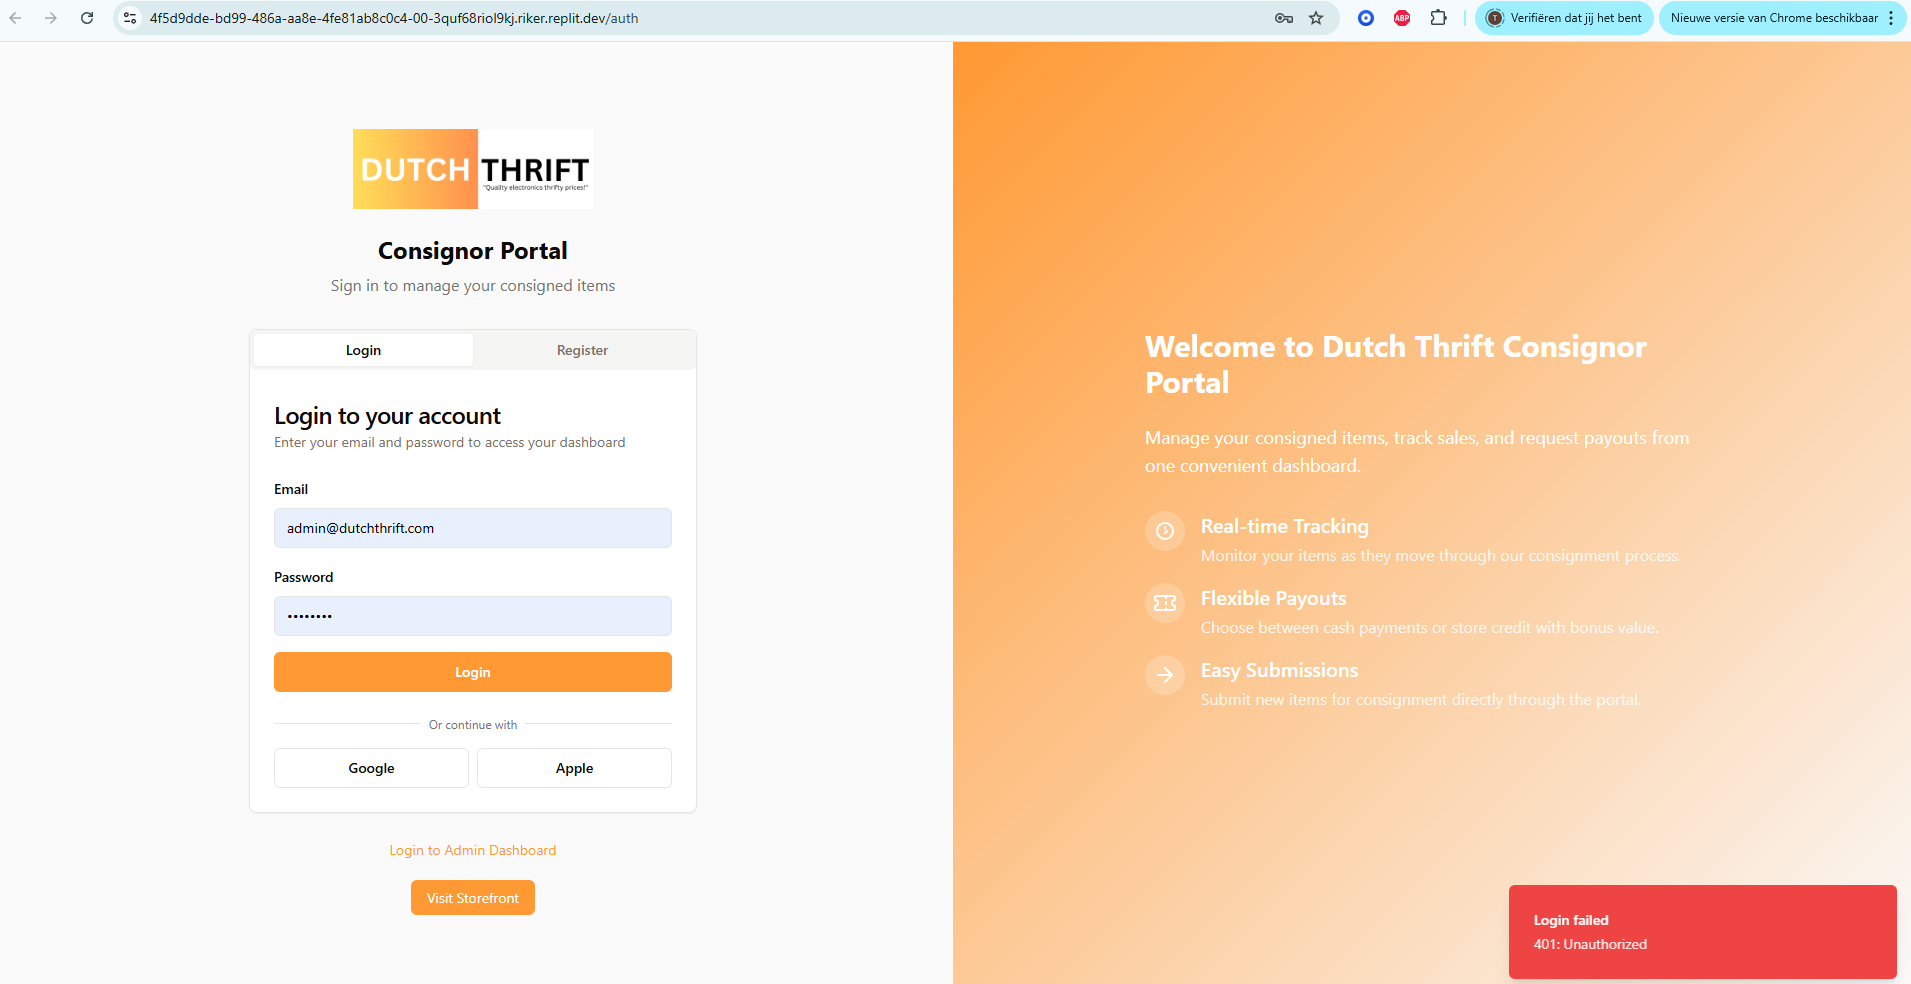 4f5d9dde-bd99-486a-aa8e-4fe81ab8c0c4-00-3quf68riol9kj.riker.replit.dev/auth
ABP
T
Verifiëren dat jij het bent
Nieuwe versie van Chrome beschikbaar
DUTCH THRIFT
"Quality electronics thrifty prices!"
Consignor Portal
Sign in to manage your consigned items
Login
Register
Login to your account
Enter your email and password to access your dashboard
Email
admin@dutchthrift.com
Password
••••••••
Login
Or continue with
Google
Apple
Login to Admin Dashboard
Visit Storefront
Welcome to Dutch Thrift Consignor
Portal
Manage your consigned items, track sales, and request payouts from
one convenient dashboard.
Real-time Tracking
Monitor your items as they move through our consignment process.
Flexible Payouts
Choose between cash payments or store credit with bonus value.
Easy Submissions
Submit new items for consignment directly through the portal.
Login failed
401: Unauthorized